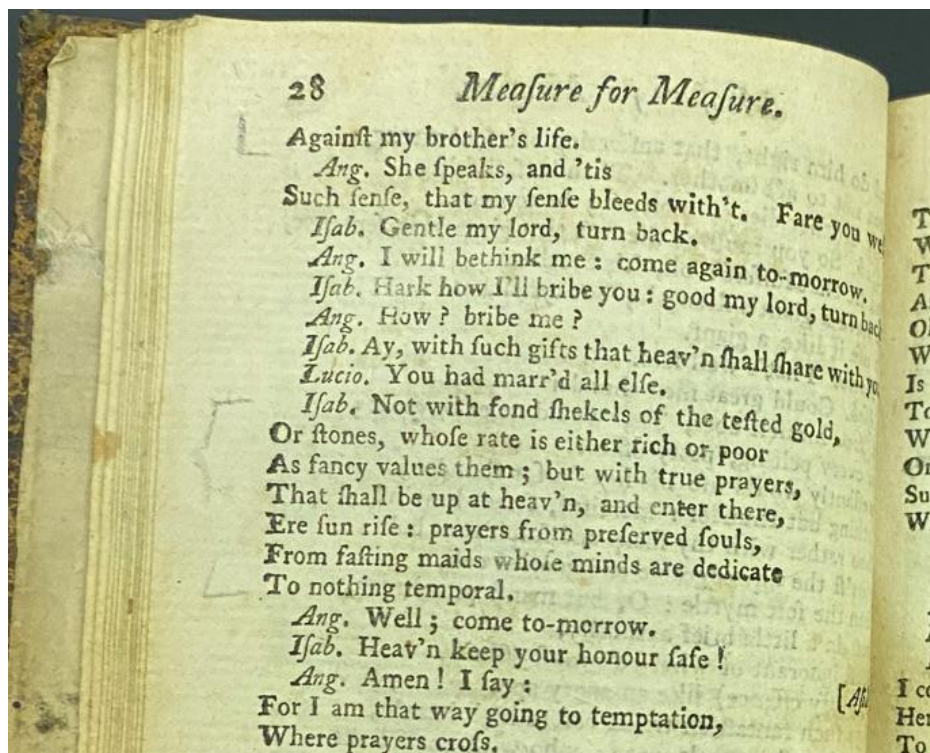 28 Meaſure for Meaſure.
Againſt my brother's life.
Ang. She ſpeaks, and 'tis
Such ſenſe, that my ſenſe bleeds with't. Fare you
Iſab. Gentle my lord, turn back.
Ang. I will bethink me : come again to-morrow.
Iſab. Hark how I'll bribe you : good my lord, turn back
Ang. How ? bribe me ?
Iſab. Ay, with ſuch gifts that heav'n ſhall ſhare with
Lucio. You had marr'd all elſe.
Iſab. Not with fond ſhekels of the teſted gold,
Or ſtones, whoſe rate is either rich or poor
As fancy values them ; but with true prayers,
That ſhall be up at heav'n, and enter there,
Ere ſun riſe : prayers from preſerved ſouls,
From faſting maids whoſe minds are dedicate
To nothing temporal.
Ang. Well ; come to-morrow.
Iſab. Heav'n keep your honour ſafe !
Ang. Amen ! I ſay :
For I am that way going to temptation,
Where prayers croſs.